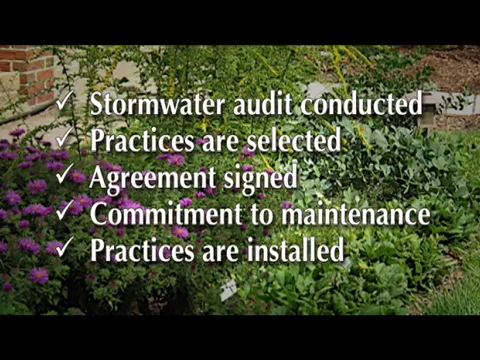 ✓ Stormwater audit conducted
✓ Practices are selected
✓ Agreement signed
✓ Commitment to maintenance
✓ Practices are installed